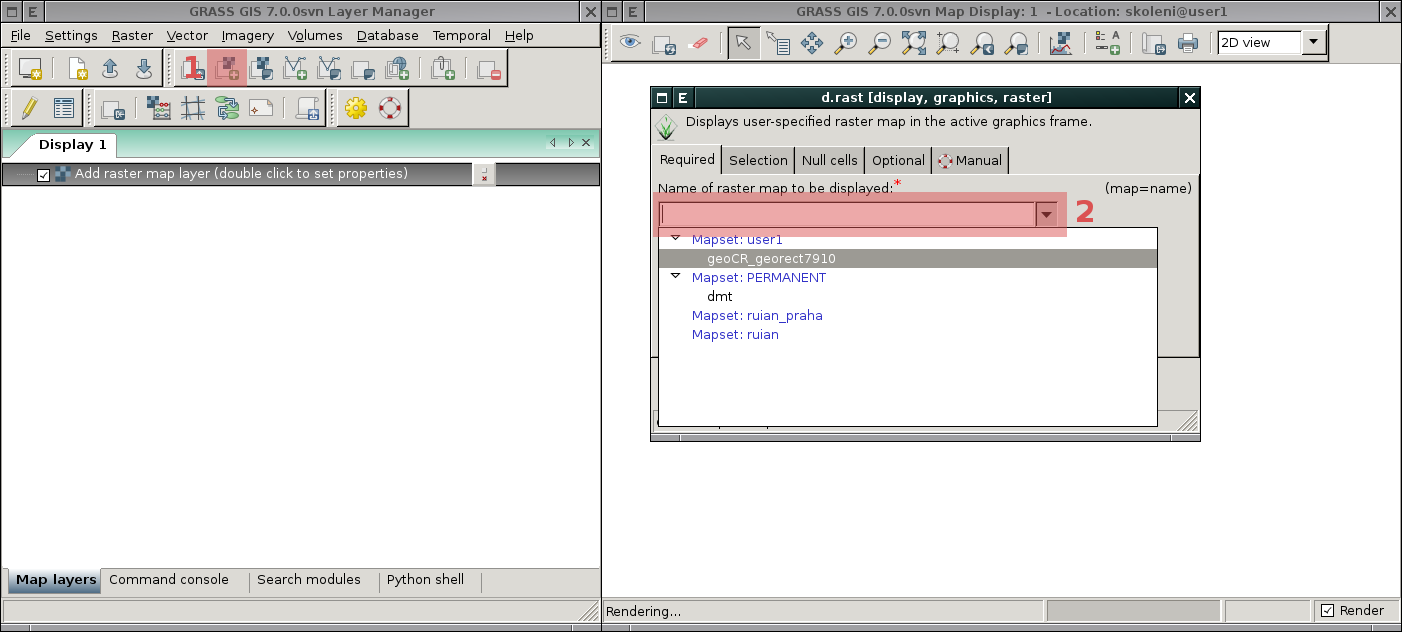 E GRASS GIS 7.0.0svn Layer Manager
File Settings Raster Vector Imagery Volumes Database Temporal Help
1
Display 1
Add raster map layer (double click to set properties)
Map layers Command console Search modules Python shell
E GRASS GIS 7.0.0svn Map Display: 1 - Location: skoleni@user1
A 2D view
E d.rast [display, graphics, raster]
Displays user-specified raster map in the active graphics frame.
Required Selection Null cells Optional Manual
Name of raster map to be displayed:* (map=name)
2
Mapset: user1
geoCR_georect7910
Mapset: PERMANENT
dmt
Mapset: ruian_praha
Mapset: ruian
Rendering... Render